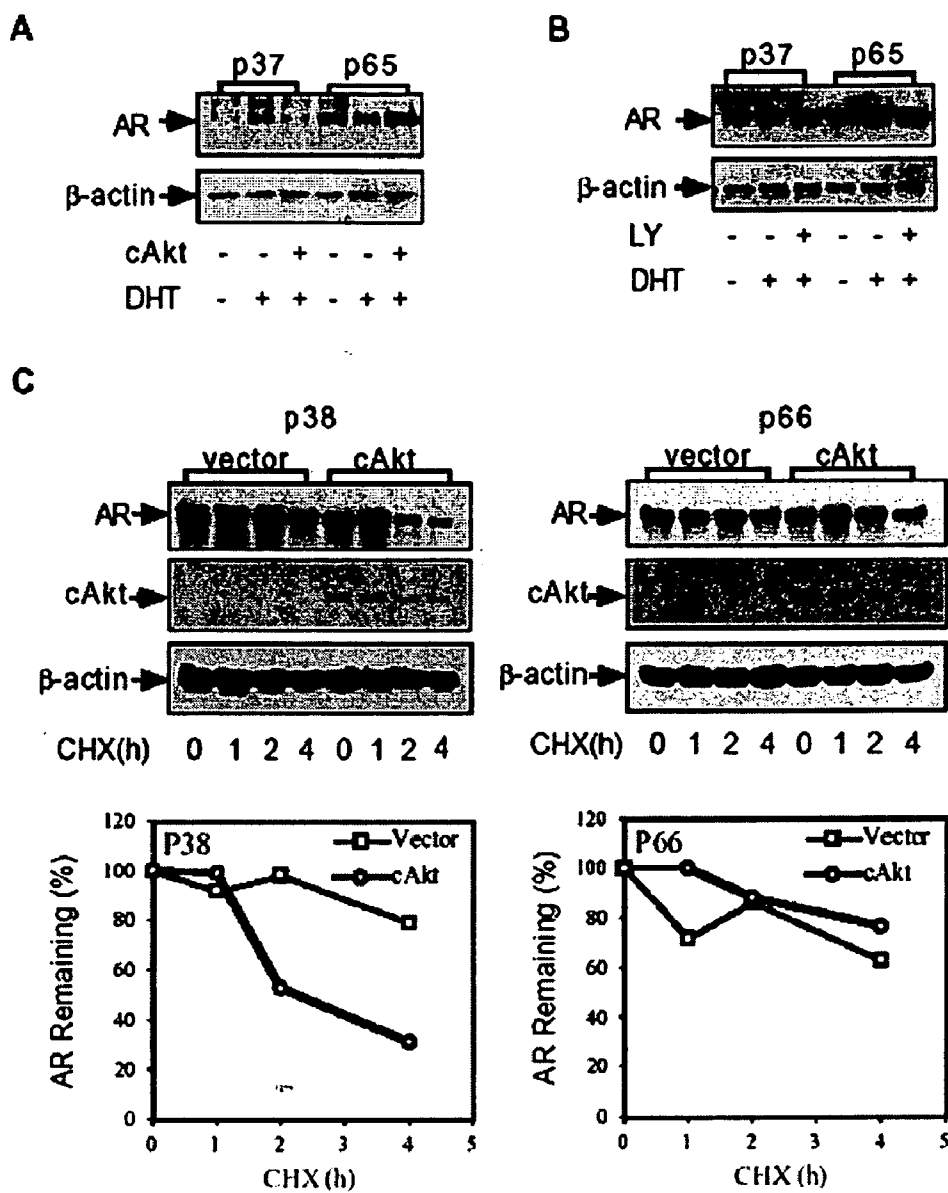 A
p37 p65
AR
β-actin
cAkt - - + - - +
DHT - + + - + +
B
p37 p65
AR
β-actin
LY - - + - - +
DHT - + + - + +
C
p38
vector cAkt
AR
cAkt
β-actin
CHX(h) 0 1 2 4 0 1 2 4
p66
vector cAkt
AR
cAkt
β-actin
CHX(h) 0 1 2 4 0 1 2 4
P38
Vector
cAkt
AR Remaining (%)
120
100
80
60
40
20
0
0 1 2 3 4 5
CHX (h)
P66
Vector
cAkt
AR Remaining (%)
120
100
80
60
40
20
0
0 1 2 3 4 5
CHX (h)